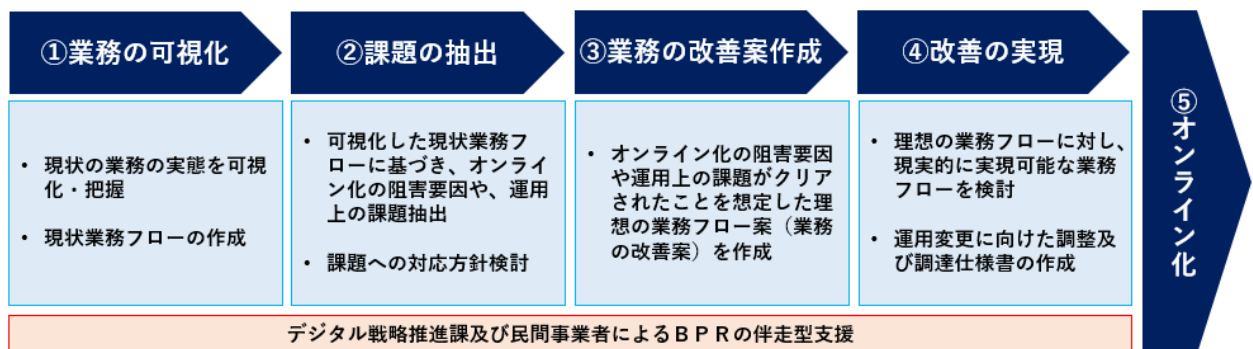 ①業務の可視化
・ 現状の業務の実態を可視
化・把握
・ 現状業務フローの作成
②課題の抽出
・ 可視化した現状業務フ
ローに基づき、オンライ
ン化の阻害要因や、運用
上の課題抽出
・ 課題への対応方針検討
③業務の改善案作成
・ オンライン化の阻害要因
や運用上の課題がクリア
されたことを想定した理
想の業務フロー案（業務
の改善案）を作成
④改善の実現
・ 理想の業務フローに対し、
現実的に実現可能な業務
フローを検討
・ 運用変更に向けた調整及
び調達仕様書の作成
⑤オンライン化
デジタル戦略推進課及び民間事業者によるＢＰＲの伴走型支援